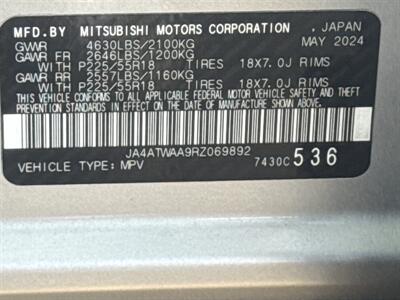 MFD.BY MITSUBISHI MOTORS CORPORATION , JAPAN
GVWR 4630LBS/2100KG MAY 2024
GAWR FR 2646LBS/1200KG
WITH P225/55R18 TIRES 18X7.0J RIMS
GAWR RR 2557LBS/1160KG
WITH P225/55R18 TIRES 18X7.0J RIMS
THIS VEHICLE CONFORMS TO ALL APPLICABLE FEDERAL MOTOR VEHICLE SAFETY, BUMPER, AND THEFT
PREVENTION STANDARDS IN EFFECT ON THE DATE OF MANUFACTURE SHOWN ABOVE.
JA4ATWAA9RZ069892
VEHICLE TYPE: MPV 7430C 536